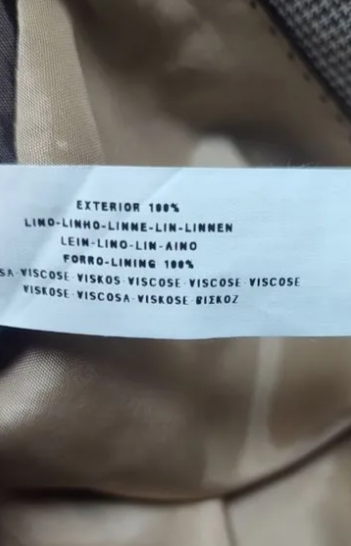 EXTERIOR 100%
LINO-LINHO-LINNE-LIN-LINNEN
LEIN-LINO-LIN-AINO
FORRO-LINING 100%
SA-VISCOSE-VISKOS-VISCOSE-VISCOSE-VISCOSE
VISKOSE-VISCOSA-VISKOSE-ΒΙΣΚΟΖ